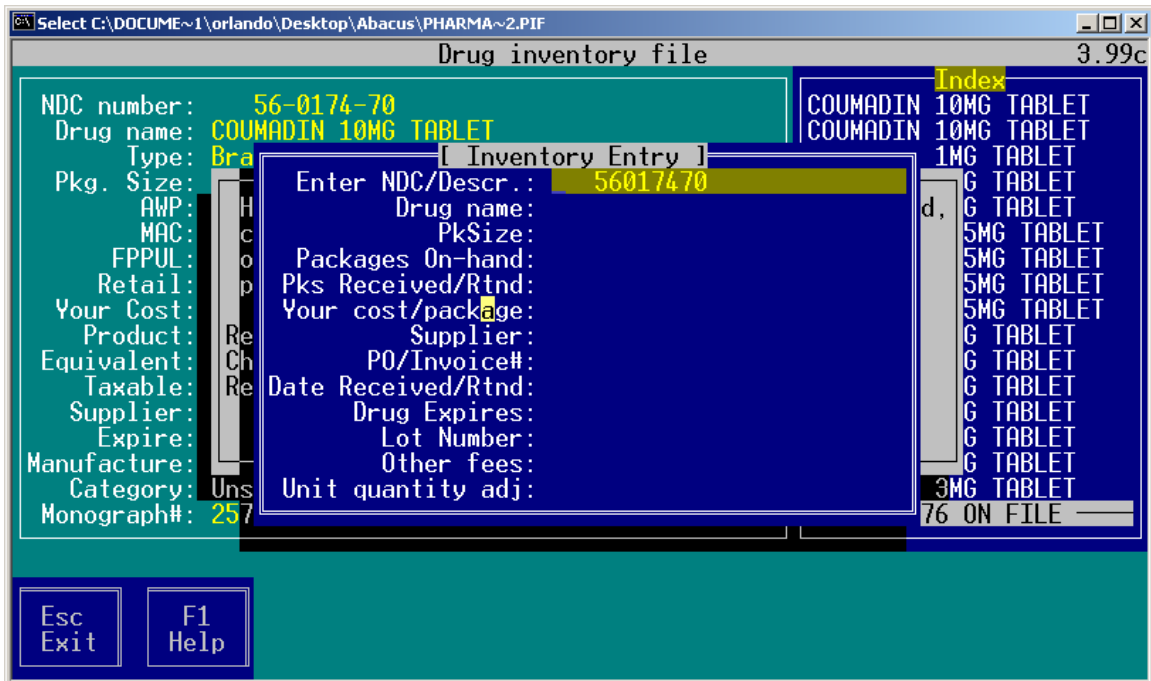 Select C:\DOCUME~1\orlando\Desktop\Abacus\PHARMA~2.PIF
Drug inventory file 3.99c
NDC number: 56-0174-70
Drug name: COUMADIN 10MG TABLET
Type: Bra
Pkg. Size:
AWP: H
MAC: c
FPPUL: o
Retail: p
Your Cost:
Product: Re
Equivalent: Ch
Taxable: Re
Supplier:
Expire:
Manufacture:
Category: Uns
Monograph#: 257
[ Inventory Entry ]
Enter NDC/Descr.: _ 56017470
Drug name:
PkSize:
Packages On-hand:
Pks Received/Rtnd:
Your cost/package:
Supplier:
PO/Invoice#:
Date Received/Rtnd:
Drug Expires:
Lot Number:
Other fees:
Unit quantity adj:
Index
COUMADIN 10MG TABLET
COUMADIN 10MG TABLET
1MG TABLET
G TABLET
d, G TABLET
5MG TABLET
5MG TABLET
5MG TABLET
5MG TABLET
G TABLET
G TABLET
G TABLET
G TABLET
G TABLET
G TABLET
3MG TABLET
76 ON FILE
Esc
Exit
F1
Help